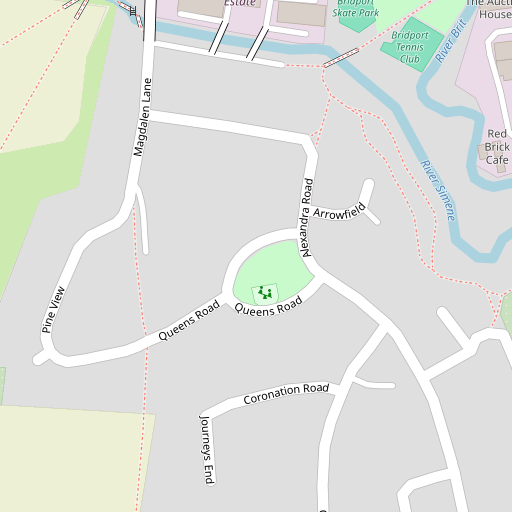 Estate
Bridport
Skate Park
The Aucti
House
Bridport
Tennis
Club
River Brit
Magdalen Lane
Red
Brick
Cafe
River Simene
Alexandra Road
Arrowfield
Pine View
Queens Road
Queens Road
Coronation Road
Journeys End